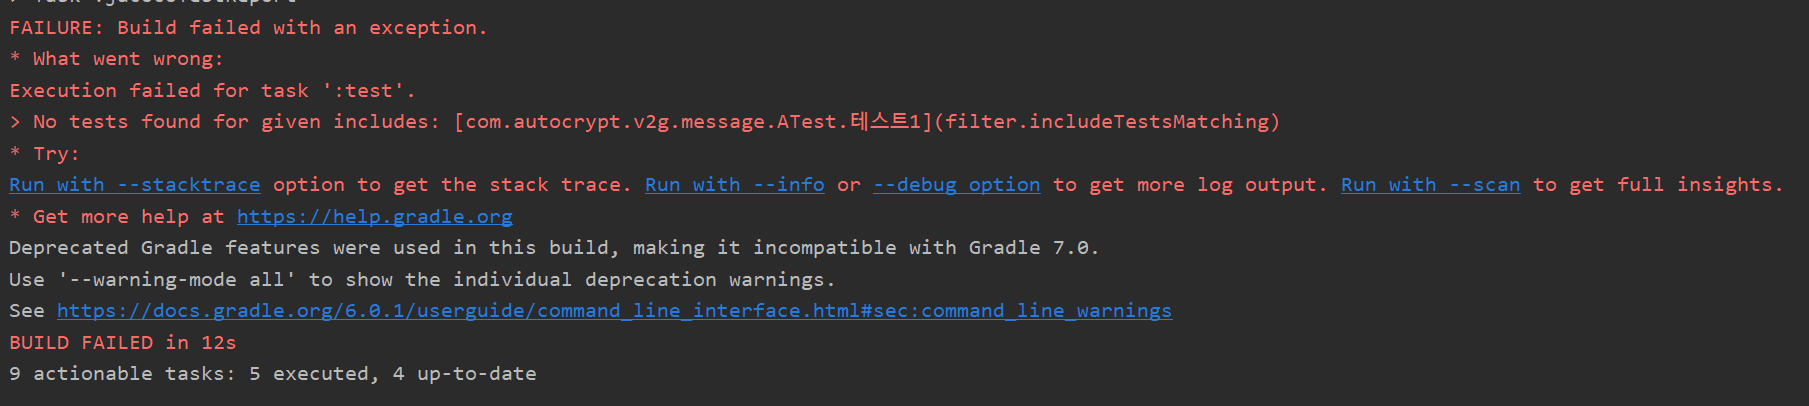 FAILURE: Build failed with an exception.
* What went wrong:
Execution failed for task ':test'.
> No tests found for given includes: [com.autocrypt.v2g.message.ATest.테스트1](filter.includeTestsMatching)
* Try:
Run with --stacktrace option to get the stack trace. Run with --info or --debug option to get more log output. Run with --scan to get full insights.
* Get more help at https://help.gradle.org
Deprecated Gradle features were used in this build, making it incompatible with Gradle 7.0.
Use '--warning-mode all' to show the individual deprecation warnings.
See https://docs.gradle.org/6.0.1/userguide/command_line_interface.html#sec:command_line_warnings
BUILD FAILED in 12s
9 actionable tasks: 5 executed, 4 up-to-date